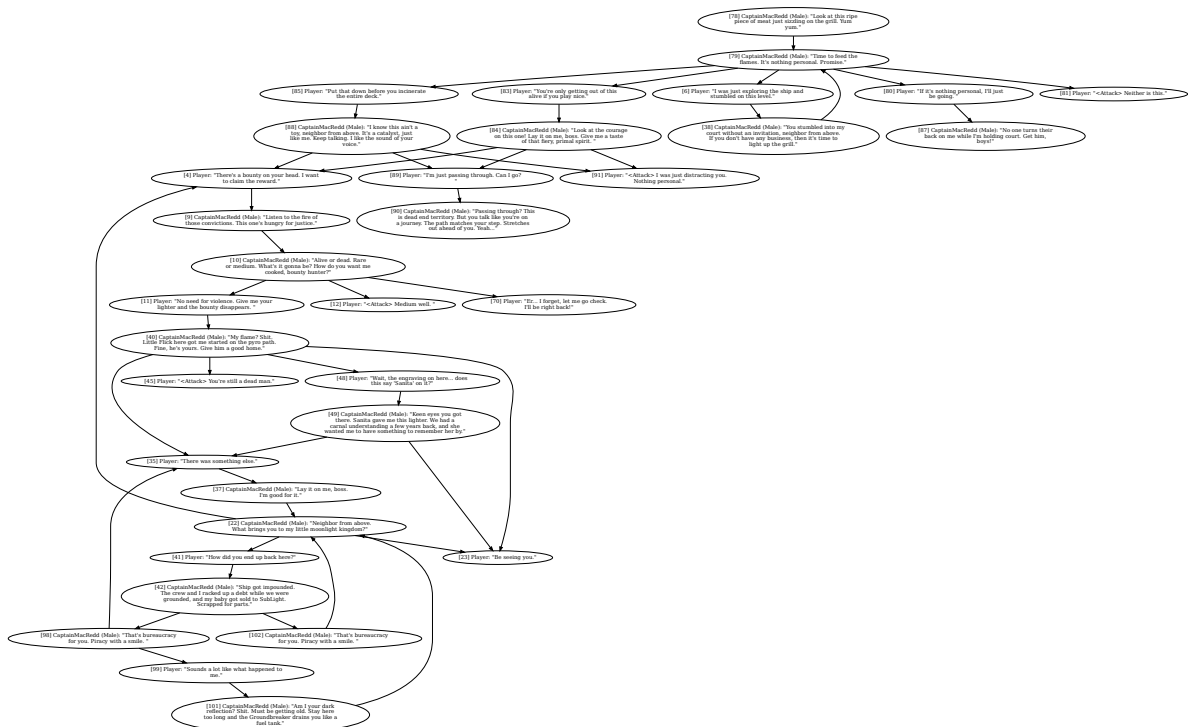 [78] CaptainMacRedd (Male): "Look at this ripe
piece of meat just sizzling on the grill. Yum
yum."
[79] CaptainMacRedd (Male): "Time to feed the
flames. It's nothing personal. Promise."
[85] Player: "Put that down before you incinerate
the entire deck."
[83] Player: "You're only getting out of this
alive if you play nice."
[6] Player: "I was just exploring the ship and
stumbled on this level."
[80] Player: "If it's nothing personal, I'll just
be going."
[81] Player: "<Attack> Neither is this."
[88] CaptainMacRedd (Male): "I know this ain't a
toy, neighbor from above. It's a catalyst, just
like me. Keep talking. I like the sound of your
voice."
[84] CaptainMacRedd (Male): "Look at the courage
on this one! Lay it on me, boss. Give me a taste
of that fiery, primal spirit. "
[38] CaptainMacRedd (Male): "You stumbled into my
court without an invitation, neighbor from above.
If you don't have any business, then it's time to
light up the grill."
[87] CaptainMacRedd (Male): "No one turns their
back on me while I'm holding court. Get him,
boys!"
[4] Player: "There's a bounty on your head. I want
to claim the reward."
[89] Player: "I'm just passing through. Can I go?
"
[91] Player: "<Attack> I was just distracting you.
Nothing personal."
[9] CaptainMacRedd (Male): "Listen to the fire of
those convictions. This one's hungry for justice."
[90] CaptainMacRedd (Male): "Passing through? This
is dead end territory. But you talk like you're on
a journey. The path matches your step. Stretches
out ahead of you. Yeah..."
[10] CaptainMacRedd (Male): "Alive or dead. Rare
or medium. What's it gonna be? How do you want me
cooked, bounty hunter?"
[11] Player: "No need for violence. Give me your
lighter and the bounty disappears. "
[12] Player: "<Attack> Medium well. "
[70] Player: "Er... I forget, let me go check.
I'll be right back!"
[40] CaptainMacRedd (Male): "My flame? Shit,
Little Flick here got me started on the pyro path.
Fine, he's yours. Give him a good home."
[45] Player: "<Attack> You're still a dead man."
[48] Player: "Wait, the engraving on here... does
this say 'Sanita' on it?"
[49] CaptainMacRedd (Male): "Keen eyes you got
there. Sanita gave me this lighter. We had a
carnal understanding a few years back, and she
wanted me to have something to remember her by."
[35] Player: "There was something else."
[37] CaptainMacRedd (Male): "Lay it on me, boss.
I'm good for it."
[22] CaptainMacRedd (Male): "Neighbor from above.
What brings you to my little moonlight kingdom?"
[41] Player: "How did you end up back here?"
[23] Player: "Be seeing you."
[42] CaptainMacRedd (Male): "Ship got impounded.
The crew and I racked up a debt while we were
grounded, and my baby got sold to SubLight.
Scrapped for parts."
[98] CaptainMacRedd (Male): "That's bureaucracy
for you. Piracy with a smile. "
[102] CaptainMacRedd (Male): "That's bureaucracy
for you. Piracy with a smile. "
[99] Player: "Sounds a lot like what happened to
me."
[101] CaptainMacRedd (Male): "Am I your dark
reflection? Shit. Must be getting old. Stay here
too long and the Groundbreaker drains you like a
fuel tank."